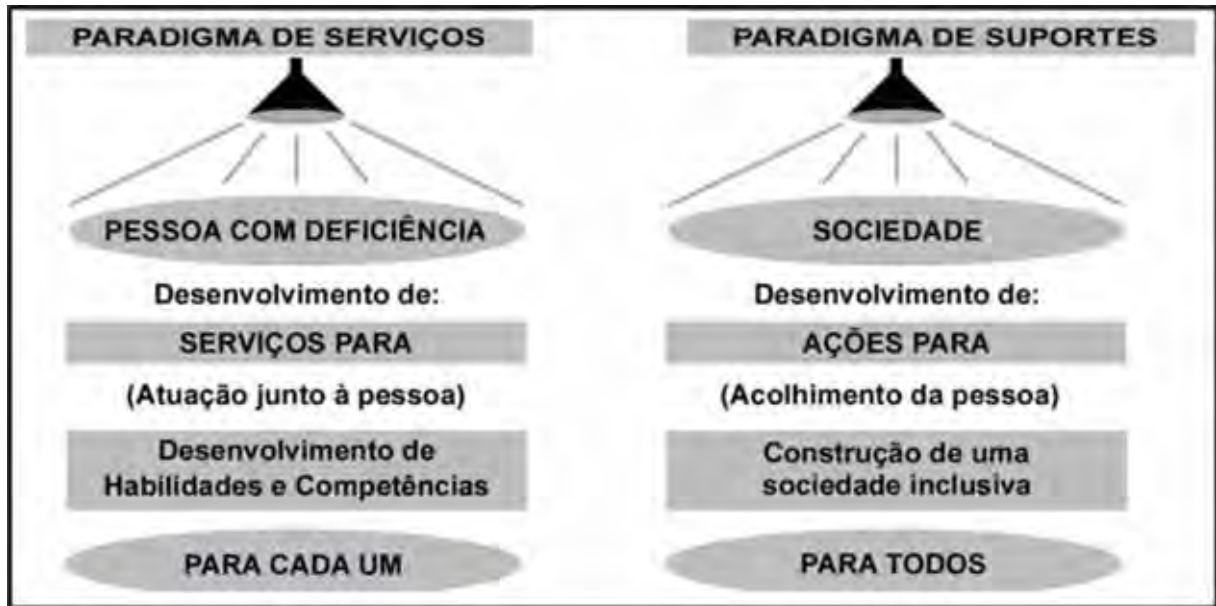 PARADIGMA DE SERVIÇOS
PESSOA COM DEFICIÊNCIA
Desenvolvimento de:
SERVIÇOS PARA
(Atuação junto à pessoa)
Desenvolvimento de
Habilidades e Competências
PARA CADA UM
PARADIGMA DE SUPORTES
SOCIEDADE
Desenvolvimento de:
AÇÕES PARA
(Acolhimento da pessoa)
Construção de uma
sociedade inclusiva
PARA TODOS